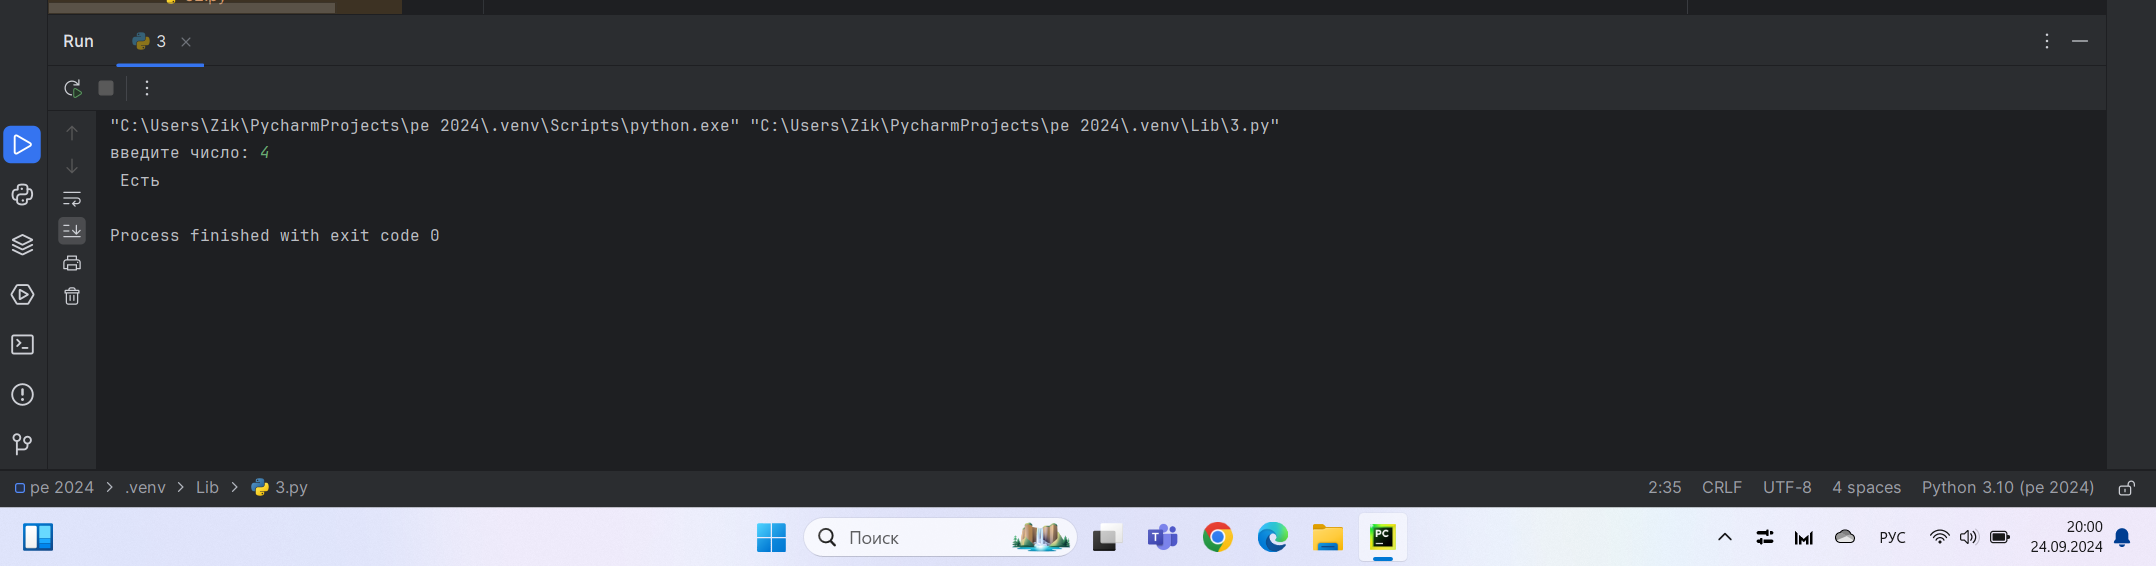 Run 3
"C:\Users\Zik\PycharmProjects\pe 2024\.venv\Scripts\python.exe" "C:\Users\Zik\PycharmProjects\pe 2024\.venv\Lib\3.py"
введите число: 4
Есть
Process finished with exit code 0
pe 2024 > .venv > Lib > 3.py 2:35 CRLF UTF-8 4 spaces Python 3.10 (pe 2024)
Поиск РУС 20:00
24.09.2024